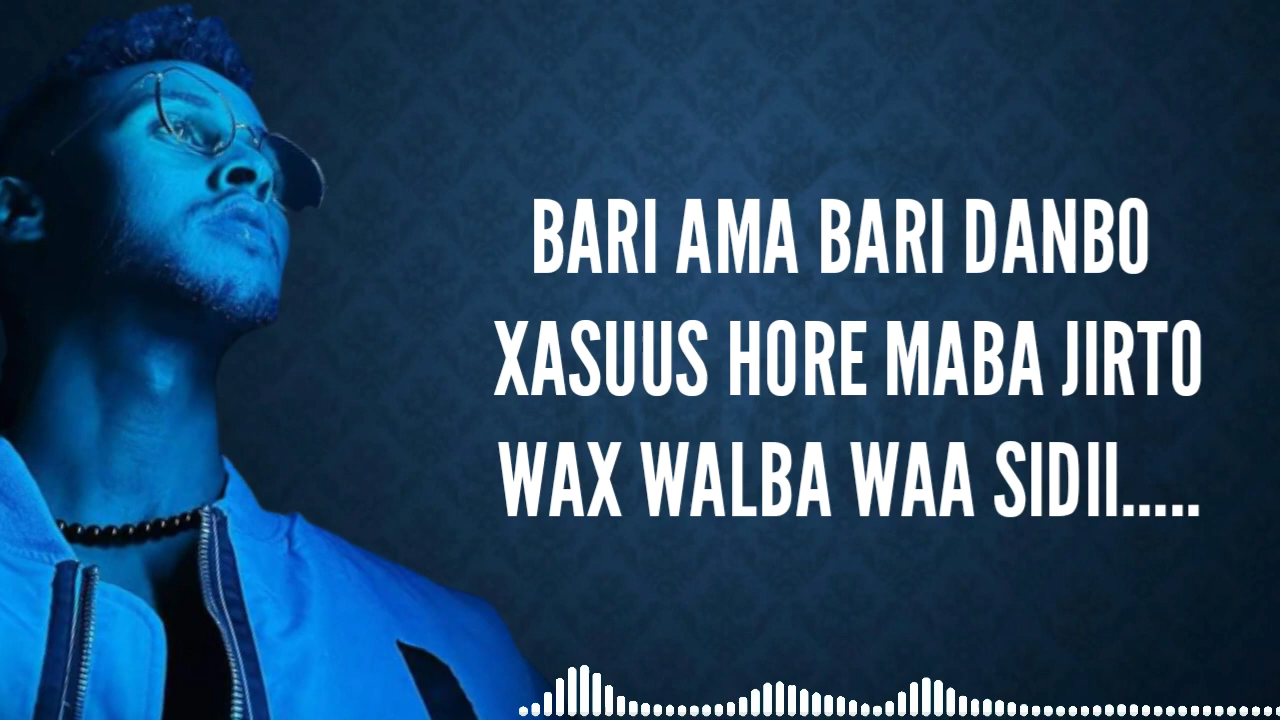 BARI AMA BARI DANBO
XASUUS HORE MABA JIRTO
WAX WALBA WAA SIDII.....